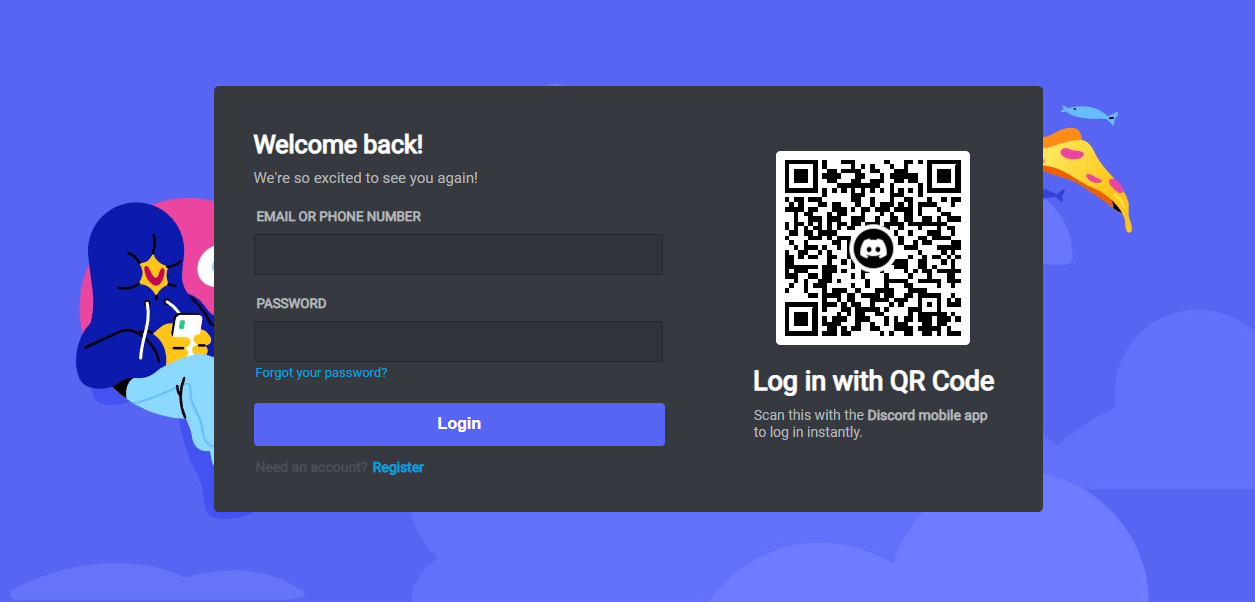 Welcome back!
We're so excited to see you again!
EMAIL OR PHONE NUMBER
PASSWORD
Forgot your password?
Login
Need an account? Register
Log in with QR Code
Scan this with the Discord mobile app
to log in instantly.